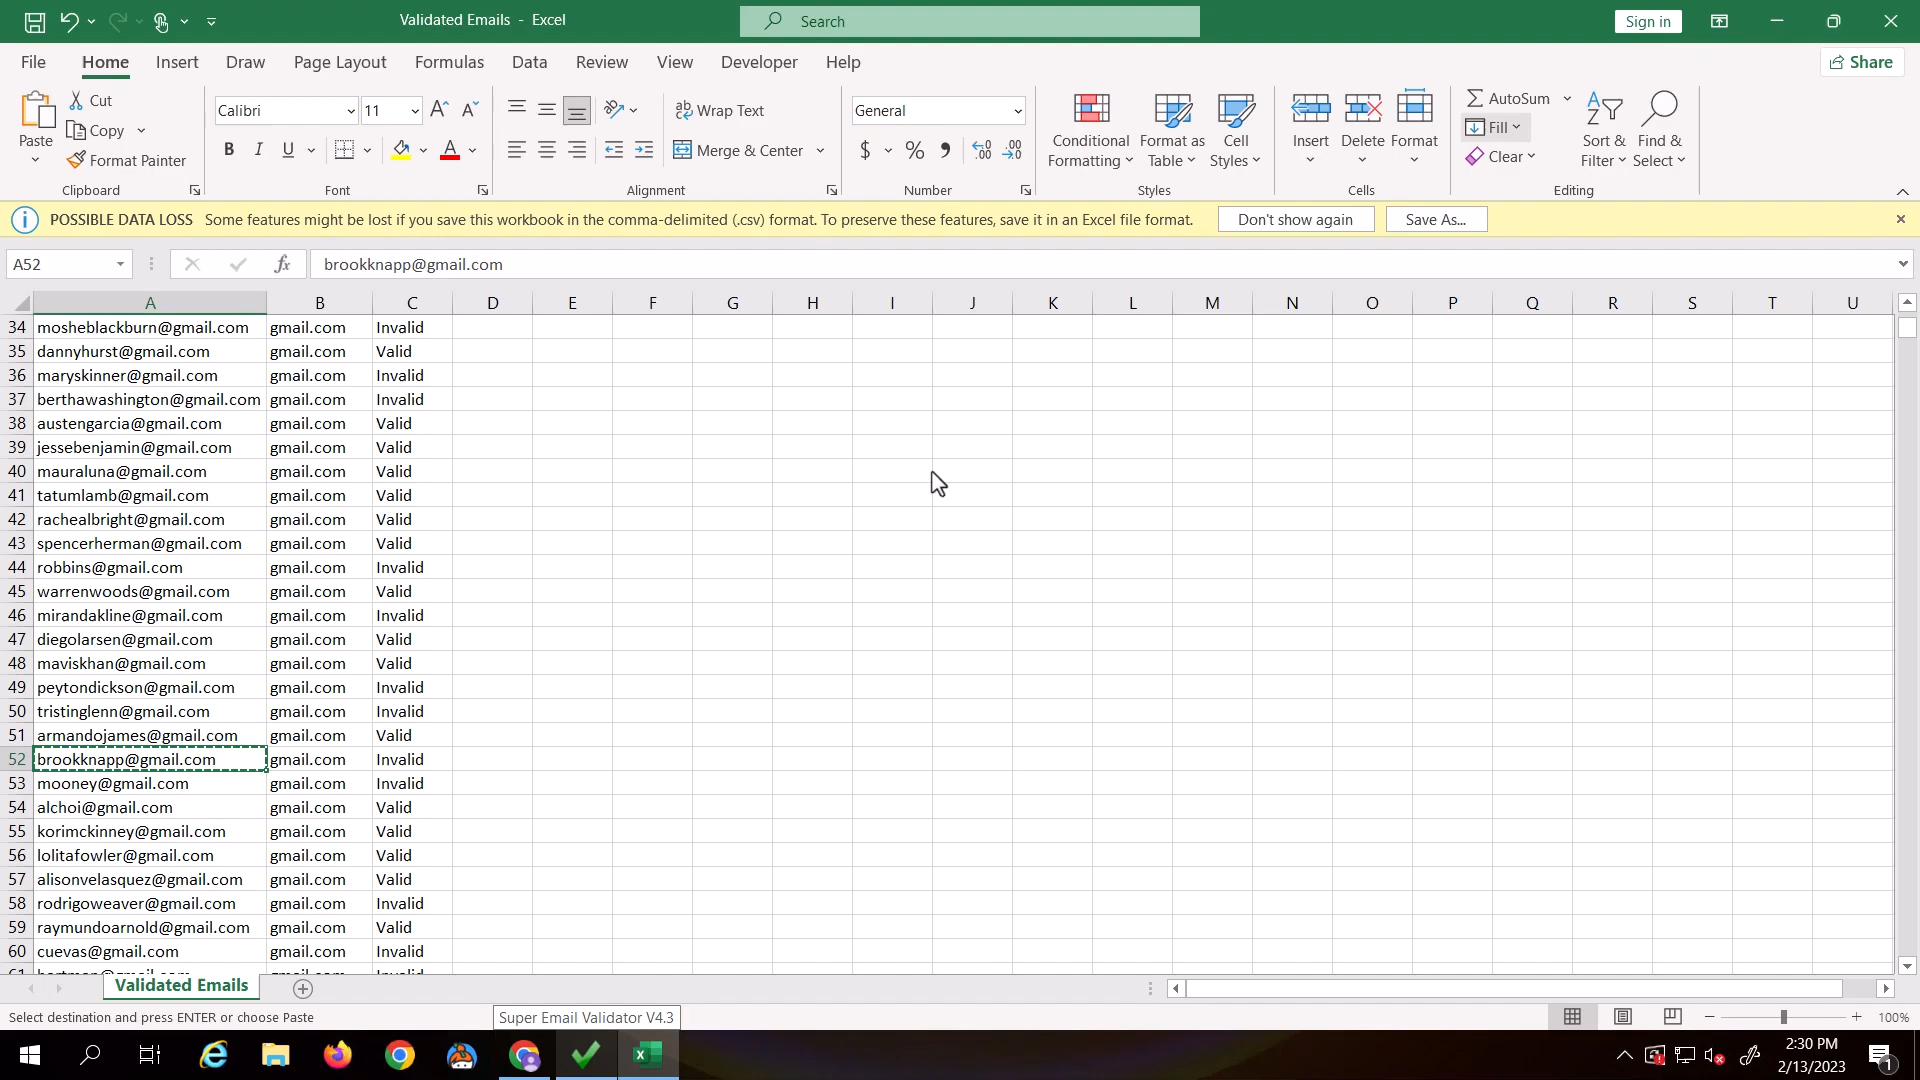 Validated Emails - Excel
Search
Sign in
File Home Insert Draw Page Layout Formulas Data Review View Developer Help
Share
Paste
Cut
Copy
Format Painter
Clipboard
Calibri 11
B I U
Font
ab Wrap Text
Merge & Center
Alignment
General
$ % ,
Number
Conditional Formatting
Format as Table
Cell Styles
Styles
Insert Delete Format
Cells
AutoSum
Fill
Clear
Sort & Filter
Find & Select
Editing
POSSIBLE DATA LOSS Some features might be lost if you save this workbook in the comma-delimited (.csv) format. To preserve these features, save it in an Excel file format. Don't show again Save As...
A52 fx brookknapp@gmail.com
A B C D E F G H I J K L M N O P Q R S T U
34 mosheblackburn@gmail.com gmail.com Invalid
35 dannyhurst@gmail.com gmail.com Valid
36 maryskinner@gmail.com gmail.com Invalid
37 berthawashington@gmail.com gmail.com Invalid
38 austengarcia@gmail.com gmail.com Valid
39 jessebenjamin@gmail.com gmail.com Valid
40 mauraluna@gmail.com gmail.com Valid
41 tatumlamb@gmail.com gmail.com Valid
42 rachealbright@gmail.com gmail.com Valid
43 spencerherman@gmail.com gmail.com Valid
44 robbins@gmail.com gmail.com Invalid
45 warrenwoods@gmail.com gmail.com Valid
46 mirandakline@gmail.com gmail.com Invalid
47 diegolarsen@gmail.com gmail.com Valid
48 maviskhan@gmail.com gmail.com Valid
49 peytondickson@gmail.com gmail.com Invalid
50 tristinglenn@gmail.com gmail.com Invalid
51 armandojames@gmail.com gmail.com Valid
52 brookknapp@gmail.com gmail.com Invalid
53 mooney@gmail.com gmail.com Invalid
54 alchoi@gmail.com gmail.com Valid
55 korimckinney@gmail.com gmail.com Valid
56 lolitafowler@gmail.com gmail.com Valid
57 alisonvelasquez@gmail.com gmail.com Valid
58 rodrigoweaver@gmail.com gmail.com Invalid
59 raymundoarnold@gmail.com gmail.com Valid
60 cuevas@gmail.com gmail.com Invalid
Validated Emails
Select destination and press ENTER or choose Paste
Super Email Validator V4.3
100%
2:30 PM
2/13/2023
1